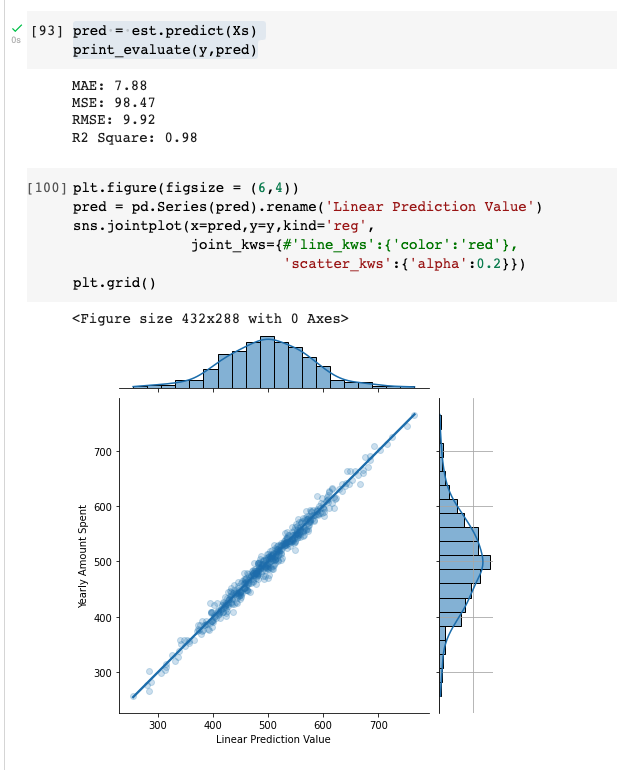 [93] pred = est.predict(Xs)
print_evaluate(y,pred)
0s
MAE: 7.88
MSE: 98.47
RMSE: 9.92
R2 Square: 0.98
[100] plt.figure(figsize = (6,4))
pred = pd.Series(pred).rename('Linear Prediction Value')
sns.jointplot(x=pred,y=y,kind='reg',
joint_kws={#'line_kws':{'color':'red'},
'scatter_kws':{'alpha':0.2}})
plt.grid()
<Figure size 432x288 with 0 Axes>
700
600
500
400
300
Yearly Amount Spent
300 400 500 600 700
Linear Prediction Value